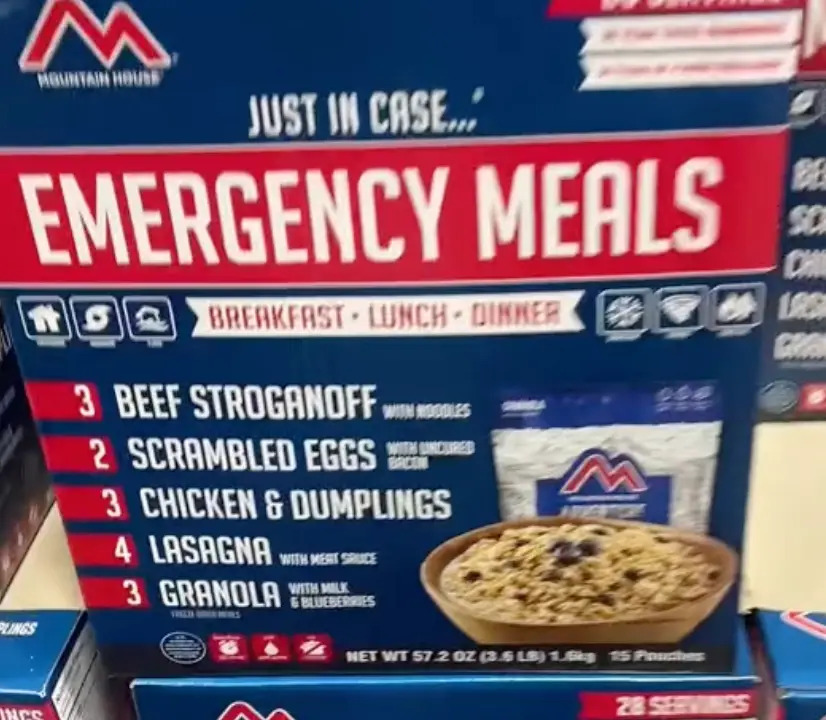 MOUNTAIN HOUSE
JUST IN CASE...
EMERGENCY MEALS
BREAKFAST · LUNCH · DINNER
3 BEEF STROGANOFF WITH NOODLES
2 SCRAMBLED EGGS WITH UNCURED BACON
3 CHICKEN & DUMPLINGS
4 LASAGNA WITH MEAT SAUCE
3 GRANOLA WITH MILK & BLUEBERRIES
NET WT 57.2 OZ (3.6 LB) 1.6kg 15 Pouches
28 SERVINGS